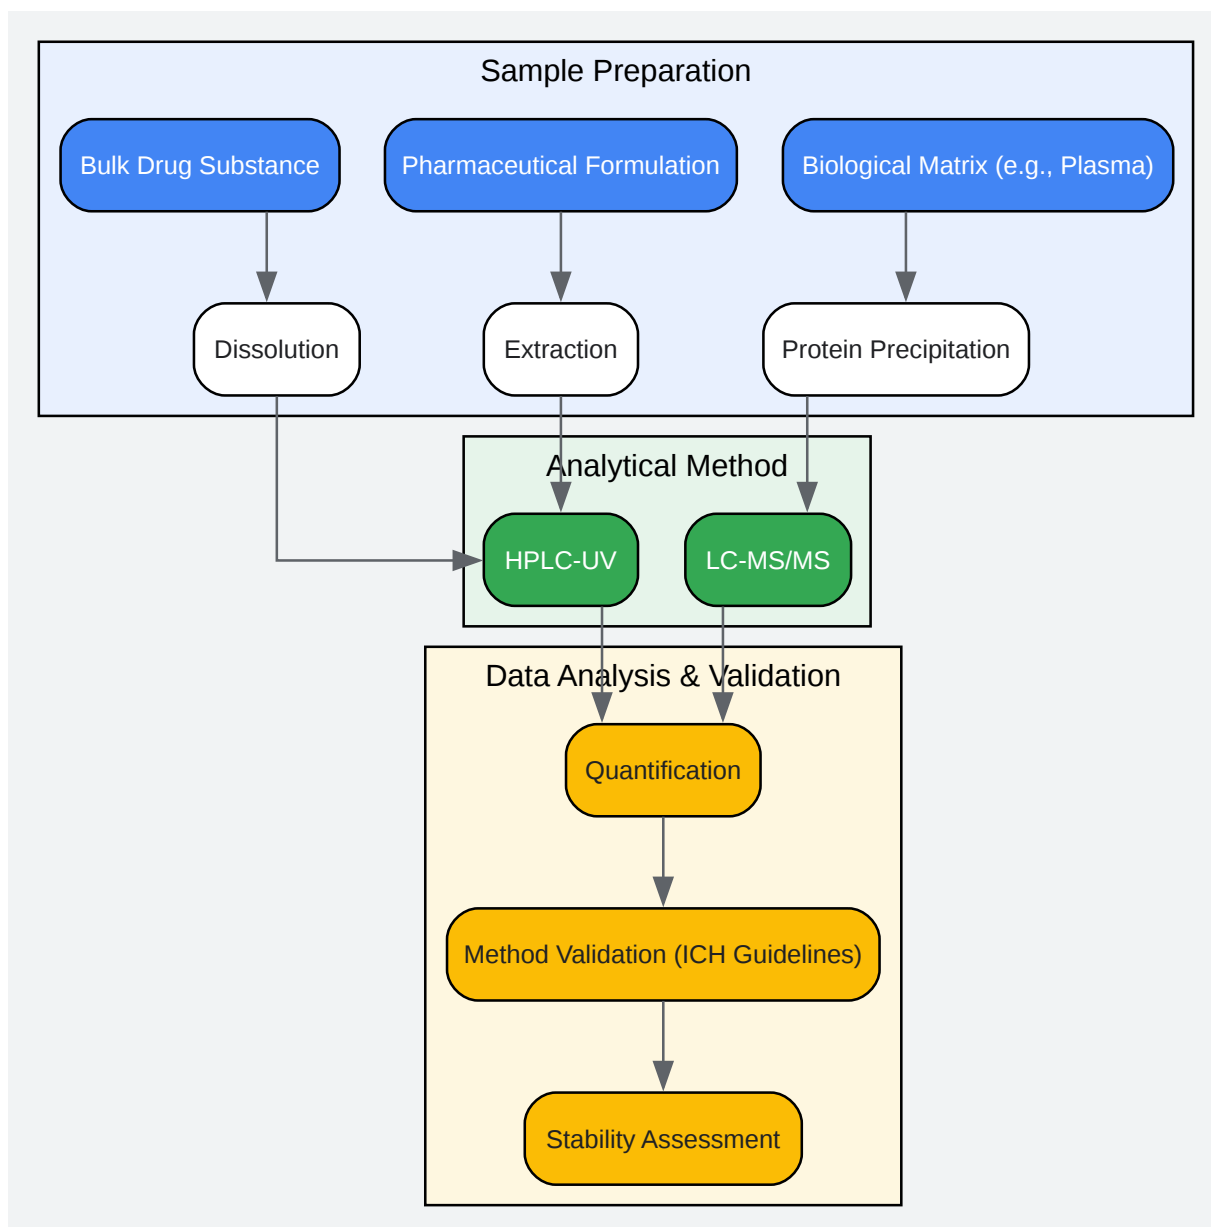 Sample Preparation
Bulk Drug Substance
Pharmaceutical Formulation
Biological Matrix (e.g., Plasma)
Dissolution
Extraction
Protein Precipitation
Analytical Method
HPLC-UV
LC-MS/MS
Data Analysis & Validation
Quantification
Method Validation (ICH Guidelines)
Stability Assessment